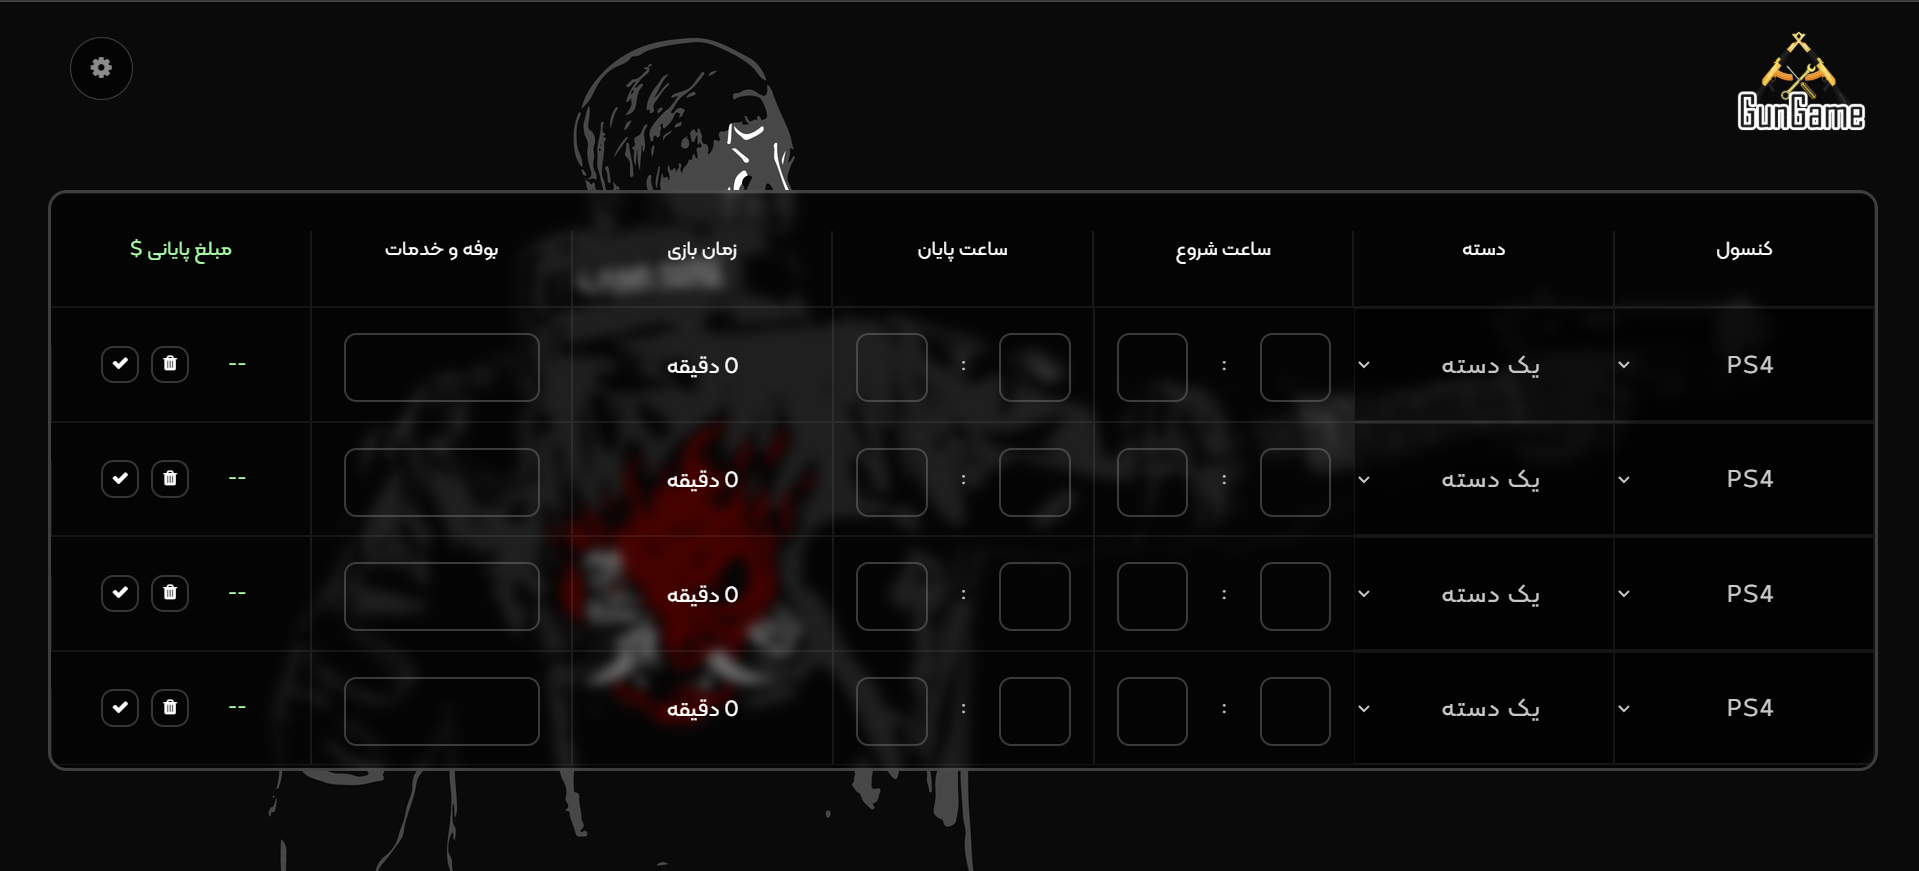 GunGame
کنسول دسته ساعت شروع ساعت پایان زمان بازی بوفه و خدمات مبلغ پایانی $
PS4 یک دسته : : 0 دقیقه --
PS4 یک دسته : : 0 دقیقه --
PS4 یک دسته : : 0 دقیقه --
PS4 یک دسته : : 0 دقیقه --